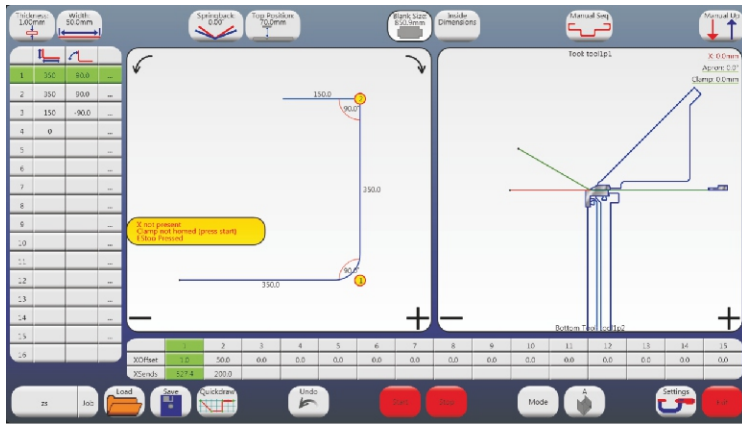 Thickness: Width: Springback: Top Position: Blank Size: Inside Manual Seq Manual Up
1.00mm 50.0mm 0.00° 70.0mm 850.9mm Dimensions
Took tool1p1
X: 0.0mm
Apron: 0.0°
Clamp: 0.0mm
1 350 90.0 ...
2 350 90.0 ...
3 150 -90.0 ...
4 0 ...
5 ...
6 ...
7 ...
8 ...
9 ...
10 ...
11 ...
12 ...
13 ...
14 ...
15 ...
16 ...
150.0
90.0°
2
350.0
X not present
Clamp not homed (press start)
EStop Pressed
90.0°
1
350.0
Bottom Took tool1p2
1 2 3 4 5 6 7 8 9 10 11 12 13 14 15
XOffset 1.0 50.0 0.0 0.0 0.0 0.0 0.0 0.0 0.0 0.0 0.0 0.0 0.0 0.0 0.0
XSends 527.4 200.0
zs Job Load Save Quickdraw Undo Start Stop Mode A Settings